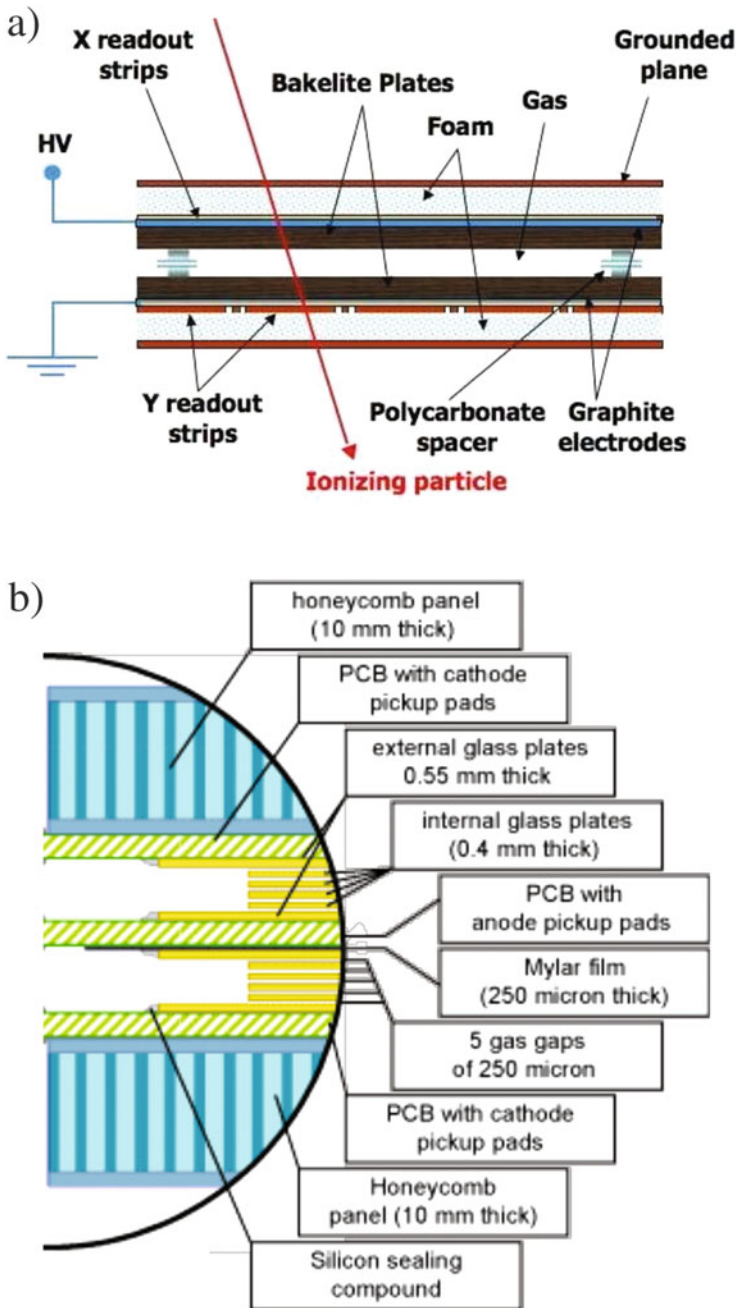 a)
X readout
strips
Grounded
plane
Bakelite Plates
Gas
Foam
HV
Y readout
strips
Polycarbonate
spacer
Graphite
electrodes
Ionizing particle
b)
honeycomb panel
(10 mm thick)
PCB with cathode
pickup pads
external glass plates
0.55 mm thick
internal glass plates
(0.4 mm thick)
PCB with
anode pickup pads
Mylar film
(250 micron thick)
5 gas gaps
of 250 micron
PCB with cathode
pickup pads
Honeycomb
panel (10 mm thick)
Silicon sealing
compound